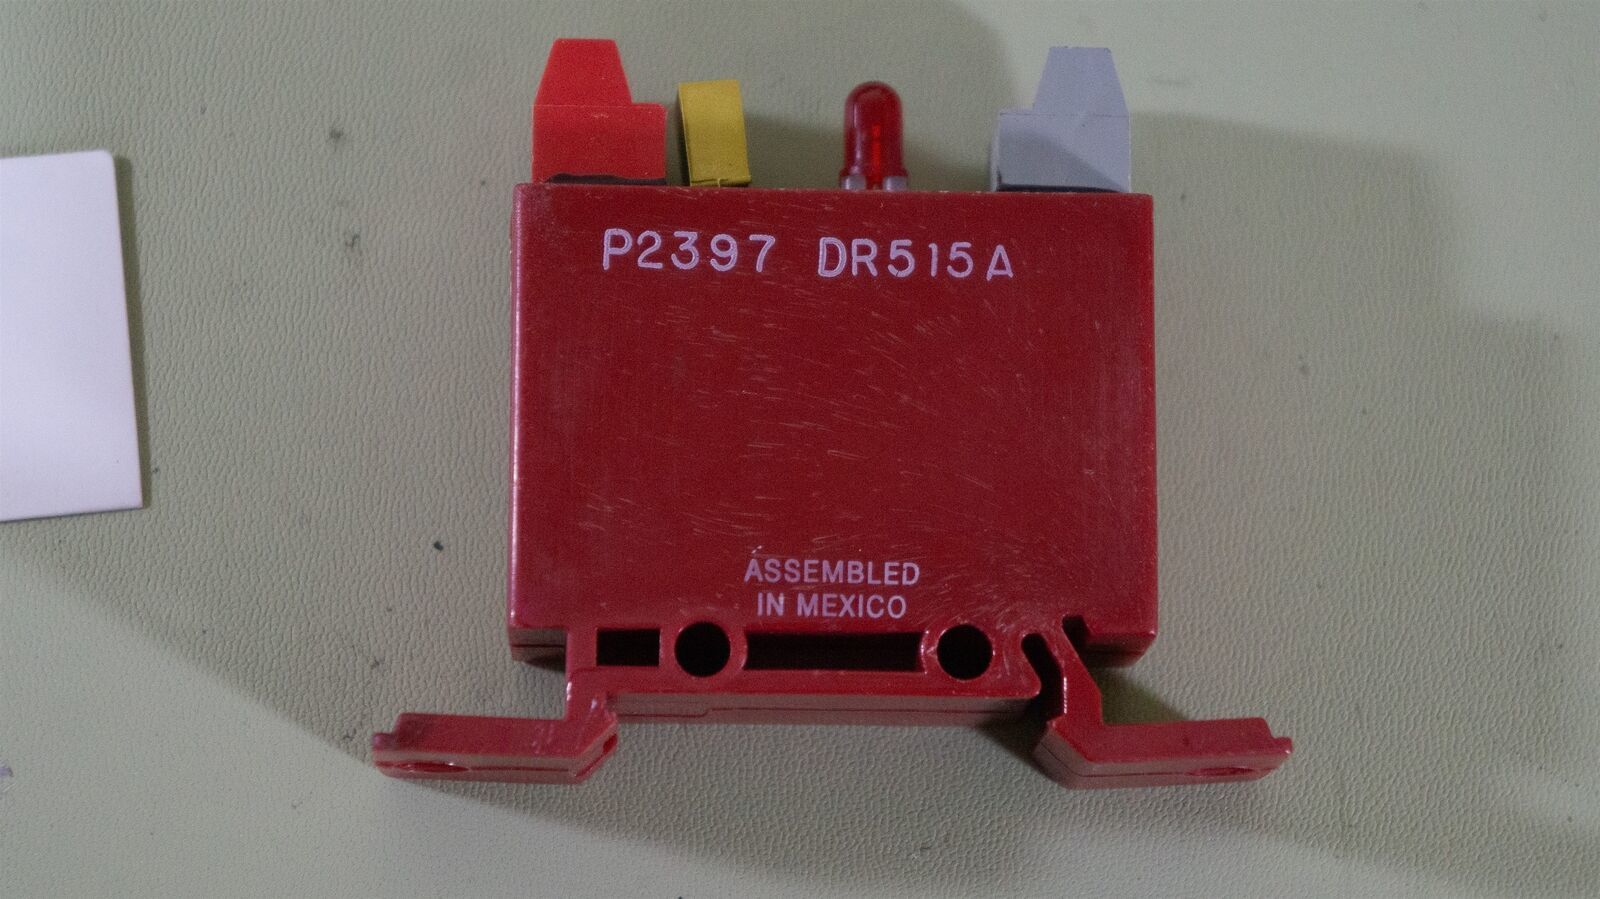 P2397 DR515A
ASSEMBLED
IN MEXICO